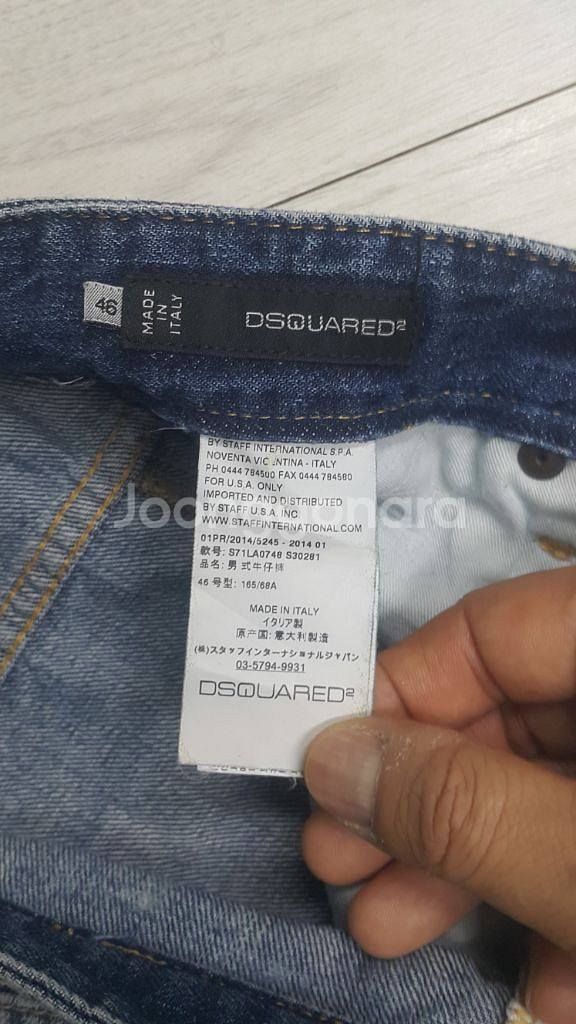 46
MADE
IN
ITALY
DSQUARED²
BY STAFF INTERNATIONAL S.P.A.
NOVENTA VICENTINA - ITALY
PH 0444 784500 FAX 0444 784580
FOR U.S.A. ONLY
IMPORTED AND DISTRIBUTED
BY STAFF U.S.A. INC.
WWW.STAFFINTERNATIONAL.COM
01PR/2014/5245 - 2014 01
款号: S71LA0748 S30281
品名: 男式牛仔裤
46 号型: 165/68A
MADE IN ITALY
イタリア製
原产国: 意大利制造
(株)スタッフインターナショナルジャパン
03-5794-9931
DSQUARED²